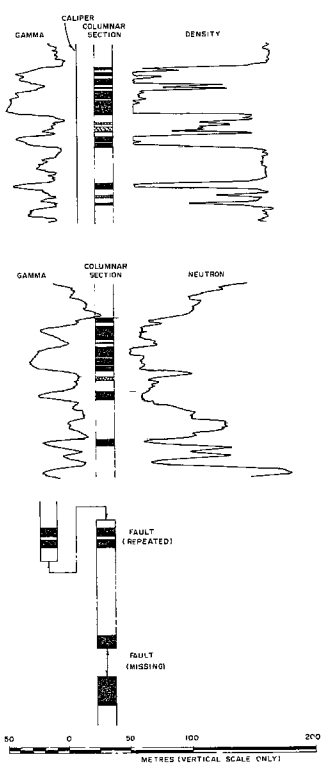 CALIPER
GAMMA
COLUMNAR
SECTION
DENSITY
GAMMA
COLUMNAR
SECTION
NEUTRON
FAULT
(REPEATED)
FAULT
(MISSING)
50 0 50 100 200
METRES (VERTICAL SCALE ONLY)